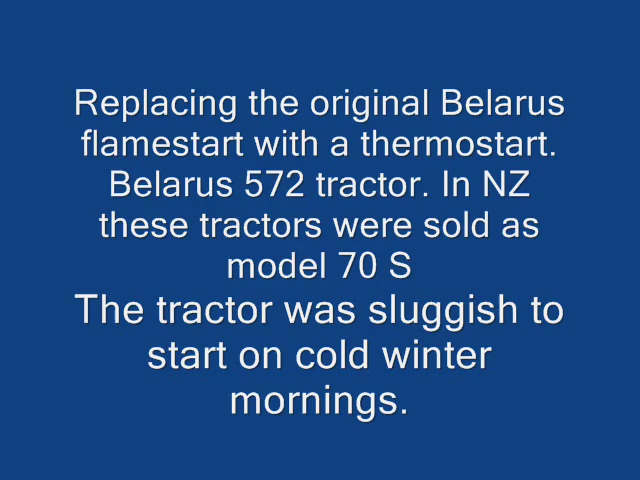 Replacing the original Belarus
flamestart with a thermostart.
Belarus 572 tractor. In NZ
these tractors were sold as
model 70 S
The tractor was sluggish to
start on cold winter
mornings.